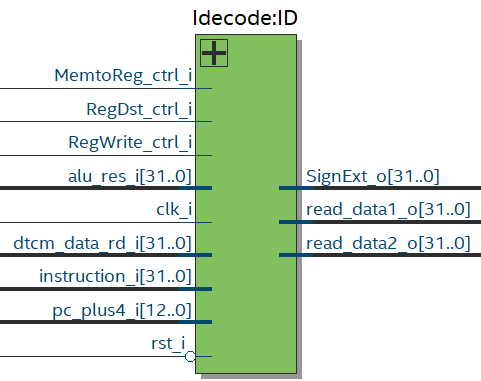 Idecode:ID
MemtoReg_ctrl_i
RegDst_ctrl_i
RegWrite_ctrl_i
alu_res_i[31..0]
SignExt_o[31..0]
clk_i
read_data1_o[31..0]
dtcm_data_rd_i[31..0]
read_data2_o[31..0]
instruction_i[31..0]
pc_plus4_i[12..0]
rst_i